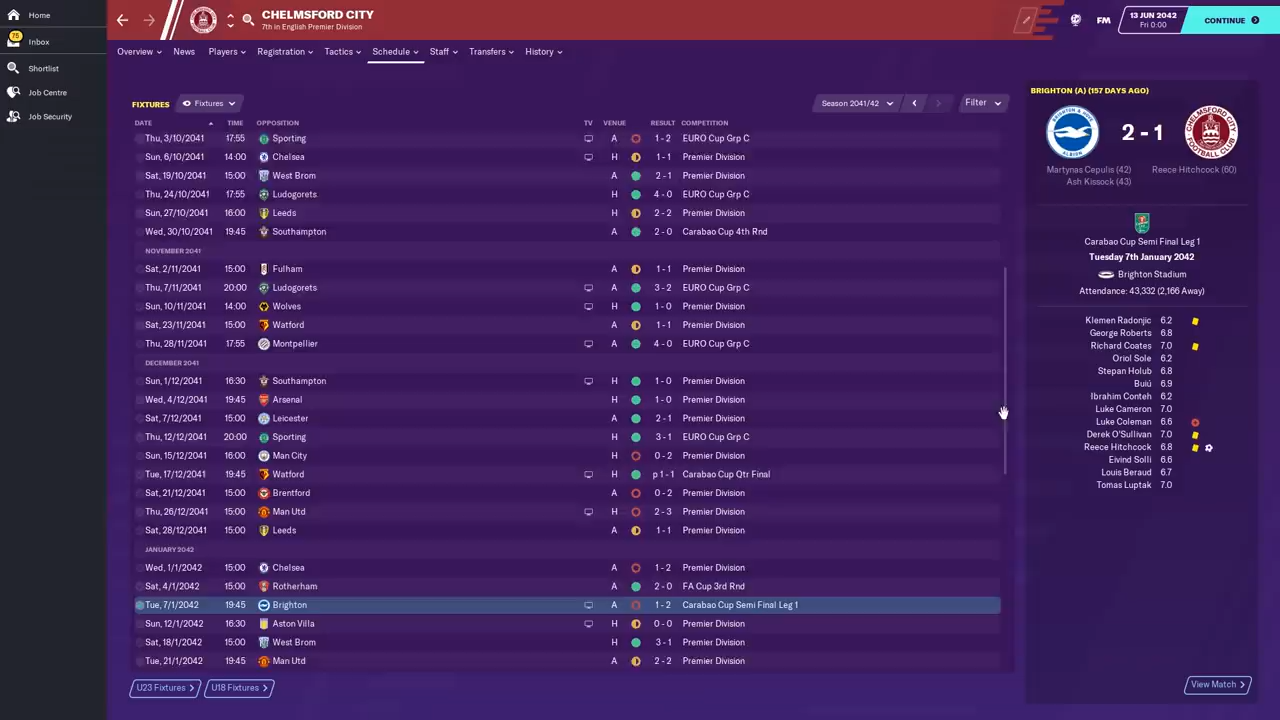 Home
75
Inbox
Shortlist
Job Centre
Job Security
CHELMSFORD CITY
7th in English Premier Division
FM
13 JUN 2042
Fri 0:00
CONTINUE
Overview
News
Players
Registration
Tactics
Schedule
Staff
Transfers
History
FIXTURES
Fixtures
Season 2041/42
Filter
DATE TIME OPPOSITION TV VENUE RESULT COMPETITION
Thu, 3/10/2041 17:55 Sporting A 1 - 2 EURO Cup Grp C
Sun, 6/10/2041 14:00 Chelsea H 1 - 1 Premier Division
Sat, 19/10/2041 15:00 West Brom A 2 - 1 Premier Division
Thu, 24/10/2041 17:55 Ludogorets H 4 - 0 EURO Cup Grp C
Sun, 27/10/2041 16:00 Leeds H 2 - 2 Premier Division
Wed, 30/10/2041 19:45 Southampton A 2 - 0 Carabao Cup 4th Rnd
NOVEMBER 2041
Sat, 2/11/2041 15:00 Fulham A 1 - 1 Premier Division
Thu, 7/11/2041 20:00 Ludogorets A 3 - 2 EURO Cup Grp C
Sun, 10/11/2041 14:00 Wolves H 1 - 0 Premier Division
Sat, 23/11/2041 15:00 Watford A 1 - 1 Premier Division
Thu, 28/11/2041 17:55 Montpellier A 4 - 0 EURO Cup Grp C
DECEMBER 2041
Sun, 1/12/2041 16:30 Southampton H 1 - 0 Premier Division
Wed, 4/12/2041 19:45 Arsenal H 1 - 0 Premier Division
Sat, 7/12/2041 15:00 Leicester A 2 - 1 Premier Division
Thu, 12/12/2041 20:00 Sporting H 3 - 1 EURO Cup Grp C
Sun, 15/12/2041 16:00 Man City H 0 - 2 Premier Division
Tue, 17/12/2041 19:45 Watford H p 1 - 1 Carabao Cup Qtr Final
Sat, 21/12/2041 15:00 Brentford A 0 - 2 Premier Division
Thu, 26/12/2041 15:00 Man Utd H 2 - 3 Premier Division
Sat, 28/12/2041 15:00 Leeds A 1 - 1 Premier Division
JANUARY 2042
Wed, 1/1/2042 15:00 Chelsea A 1 - 2 Premier Division
Sat, 4/1/2042 15:00 Rotherham A 2 - 0 FA Cup 3rd Rnd
Tue, 7/1/2042 19:45 Brighton A 1 - 2 Carabao Cup Semi Final Leg 1
Sun, 12/1/2042 16:30 Aston Villa H 0 - 0 Premier Division
Sat, 18/1/2042 15:00 West Brom H 3 - 1 Premier Division
Tue, 21/1/2042 19:45 Man Utd A 2 - 2 Premier Division
U23 Fixtures
U18 Fixtures
BRIGHTON (A) (157 DAYS AGO)
2 - 1
Martynas Cepulis (42) Reece Hitchcock (60)
Ash Kissock (43)
Carabao Cup Semi Final Leg 1
Tuesday 7th January 2042
Brighton Stadium
Attendance: 43,332 (2,166 Away)
Klemen Radonjic 6.2
George Roberts 6.8
Richard Coates 7.0
Oriol Sole 6.2
Stepan Holub 6.8
Buiú 6.9
Ibrahim Conteh 6.2
Luke Cameron 7.0
Luke Coleman 6.6
Derek O'Sullivan 7.0
Reece Hitchcock 6.8
Eivind Solli 6.6
Louis Beraud 6.7
Tomas Luptak 7.0
View Match